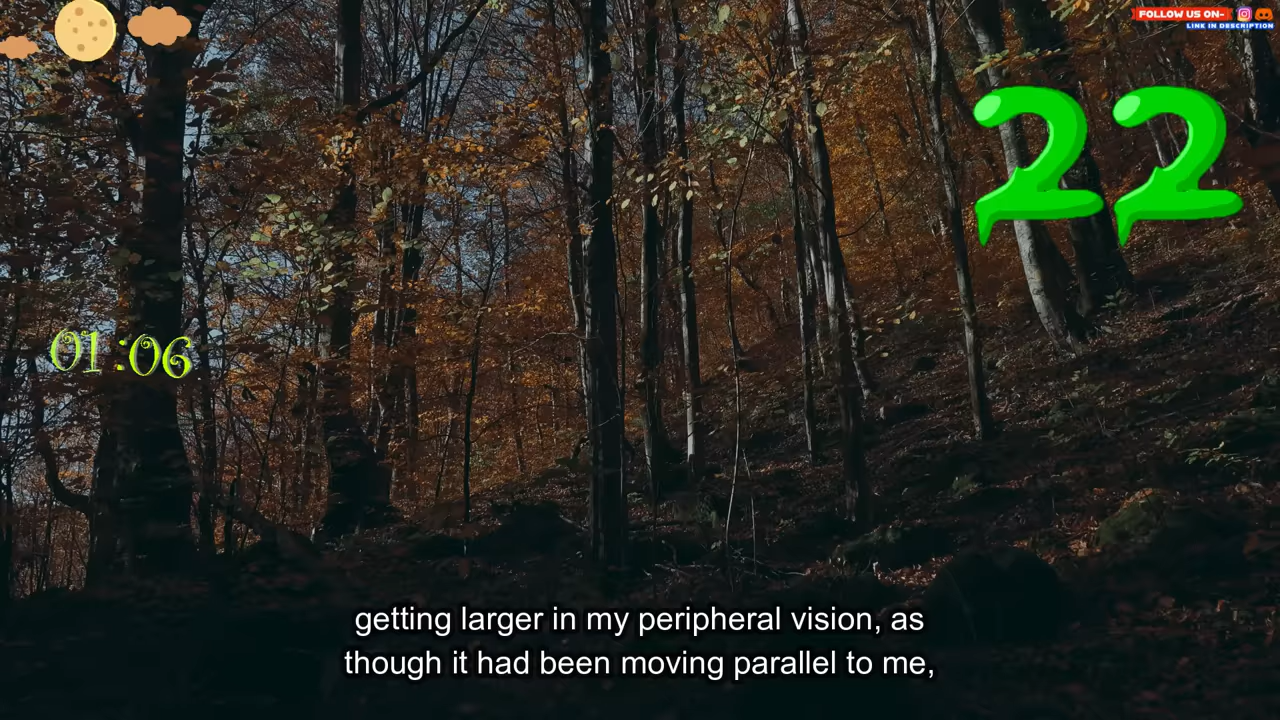 FOLLOW US ON-
LINK IN DESCRIPTION
22
01:06
getting larger in my peripheral vision, as
though it had been moving parallel to me,